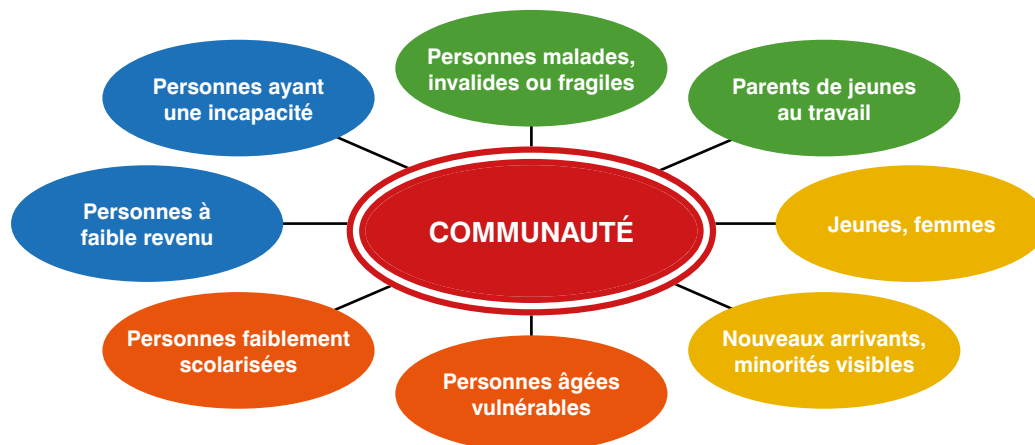 Personnes malades,
invalides ou fragiles
Personnes ayant
une incapacité
Parents de jeunes
au travail
Personnes à
faible revenu
COMMUNAUTÉ
Jeunes, femmes
Personnes faiblement
scolarisées
Nouveaux arrivants,
minorités visibles
Personnes âgées
vulnérables